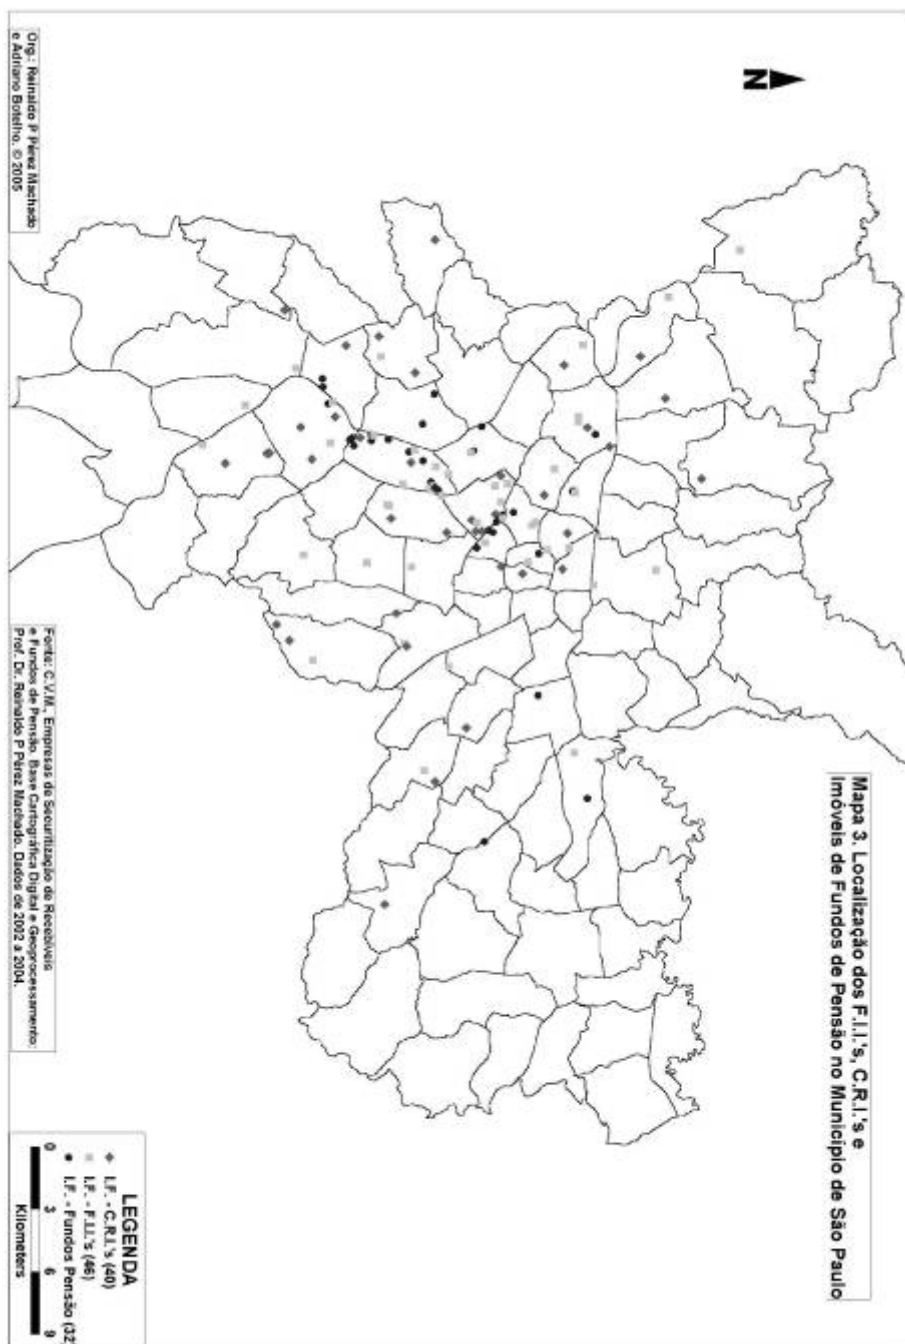 Mapa 3. Localização dos F.I.I.'s, C.R.I.'s e
Imóveis de Fundos de Pensão no Município de São Paulo
N
LEGENDA
I.F. - C.R.I.'s (40)
I.F. - F.I.I.'s (46)
I.F. - Fundos Pensão (32
0 3 6 9
Kilometers
Fonte: C.V.M., Empresas de Securitização de Recebíveis
e Fundos de Pensão. Base Cartográfica Digital e Geoprocessamento:
Prof. Dr. Reinaldo P Pérez Machado. Dados de 2002 a 2004.
Org.: Reinaldo P Pérez Machado
e Adriano Botelho. © 2005